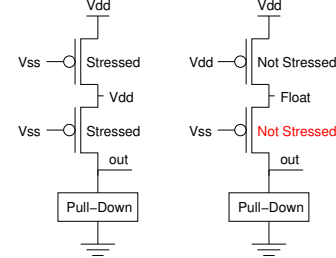 Vdd
Vss
Stressed
Vdd
Vss
Stressed
out
Pull–Down
Vdd
Vdd
Not Stressed
Float
Vss
Not Stressed
out
Pull–Down